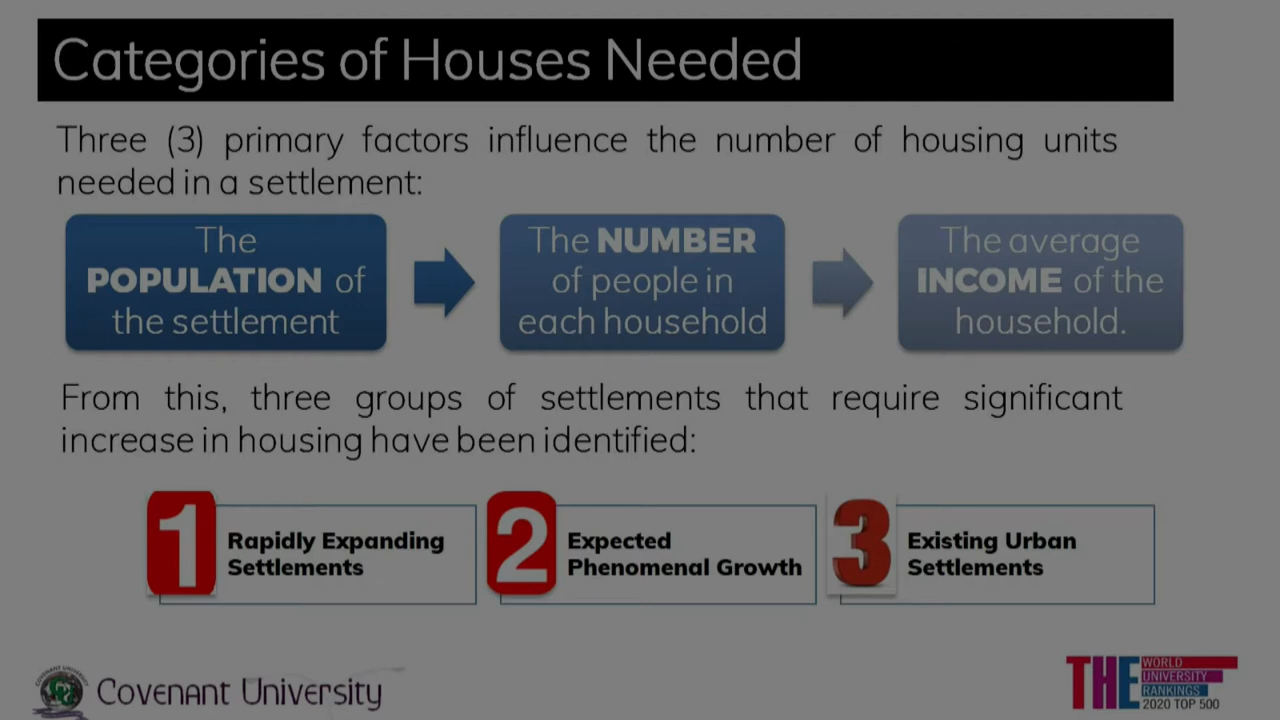 Categories of Houses Needed
Three (3) primary factors influence the number of housing units
needed in a settlement:
The
POPULATION of
the settlement
The NUMBER
of people in
each household
The average
INCOME of the
household.
From this, three groups of settlements that require significant
increase in housing have been identified:
1
Rapidly Expanding
Settlements
2
Expected
Phenomenal Growth
3
Existing Urban
Settlements
Covenant University
THE
WORLD
UNIVERSITY
RANKINGS
2020 TOP 500